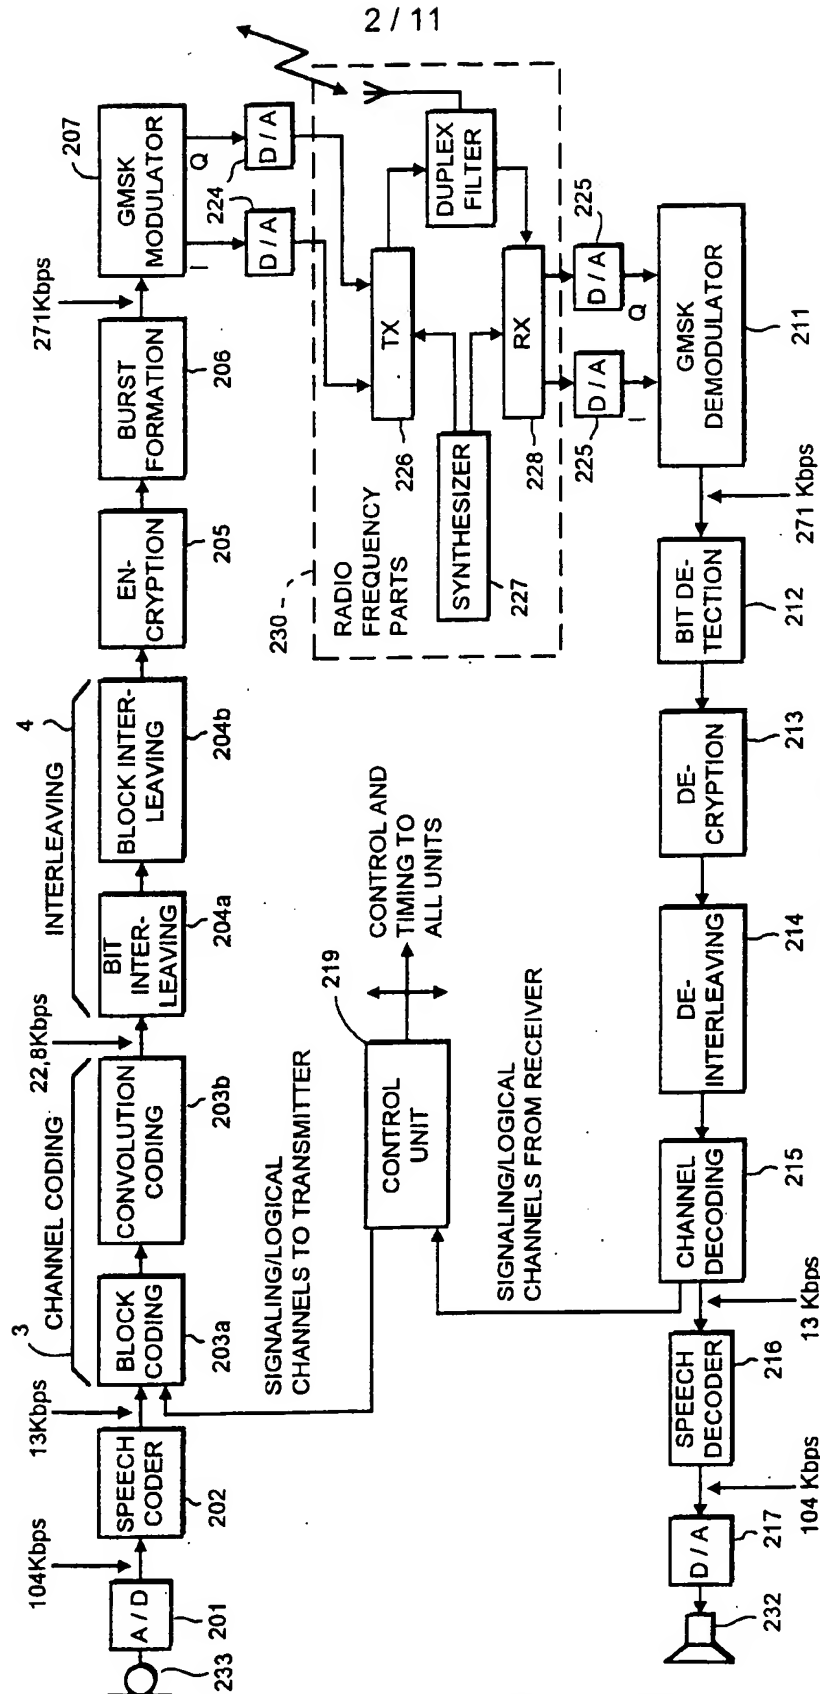 2 / 11
104Kbps
13Kbps
3
CHANNEL CODING
22,8Kbps
INTERLEAVING
4
271Kbps
207
233
A / D
201
SPEECH
CODER
202
BLOCK
CODING
203a
CONVOLUTION
CODING
203b
BIT
INTER-
LEAVING
204a
BLOCK INTER-
LEAVING
204b
EN-
CRYPTION
205
BURST
FORMATION
206
GMSK
MODULATOR
I
Q
224
D / A
D / A
SIGNALING/LOGICAL
CHANNELS TO TRANSMITTER
219
CONTROL
UNIT
CONTROL AND
TIMING TO
ALL UNITS
SIGNALING/LOGICAL
CHANNELS FROM RECEIVER
230
RADIO
FREQUENCY
PARTS
TX
226
DUPLEX
FILTER
SYNTHESIZER
227
RX
228
D / A
225
D / A
225
I
Q
232
D / A
217
104 Kbps
SPEECH
DECODER
216
13 Kbps
CHANNEL
DECODING
215
DE-
INTERLEAVING
214
DE-
CRYPTION
213
BIT DE-
TECTION
212
271 Kbps
GMSK
DEMODULATOR
211